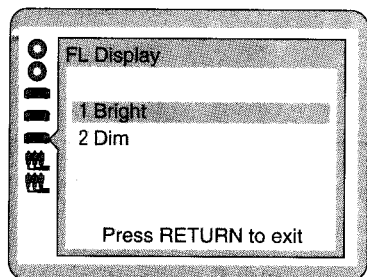 FL Display
1 Bright
2 Dim
Press RETURN to exit